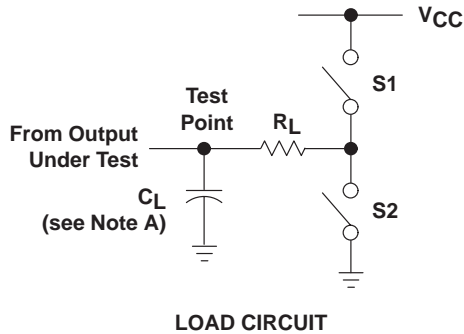 VCC
S1
Test
Point
RL
From Output
Under Test
CL
(see Note A)
S2
LOAD CIRCUIT